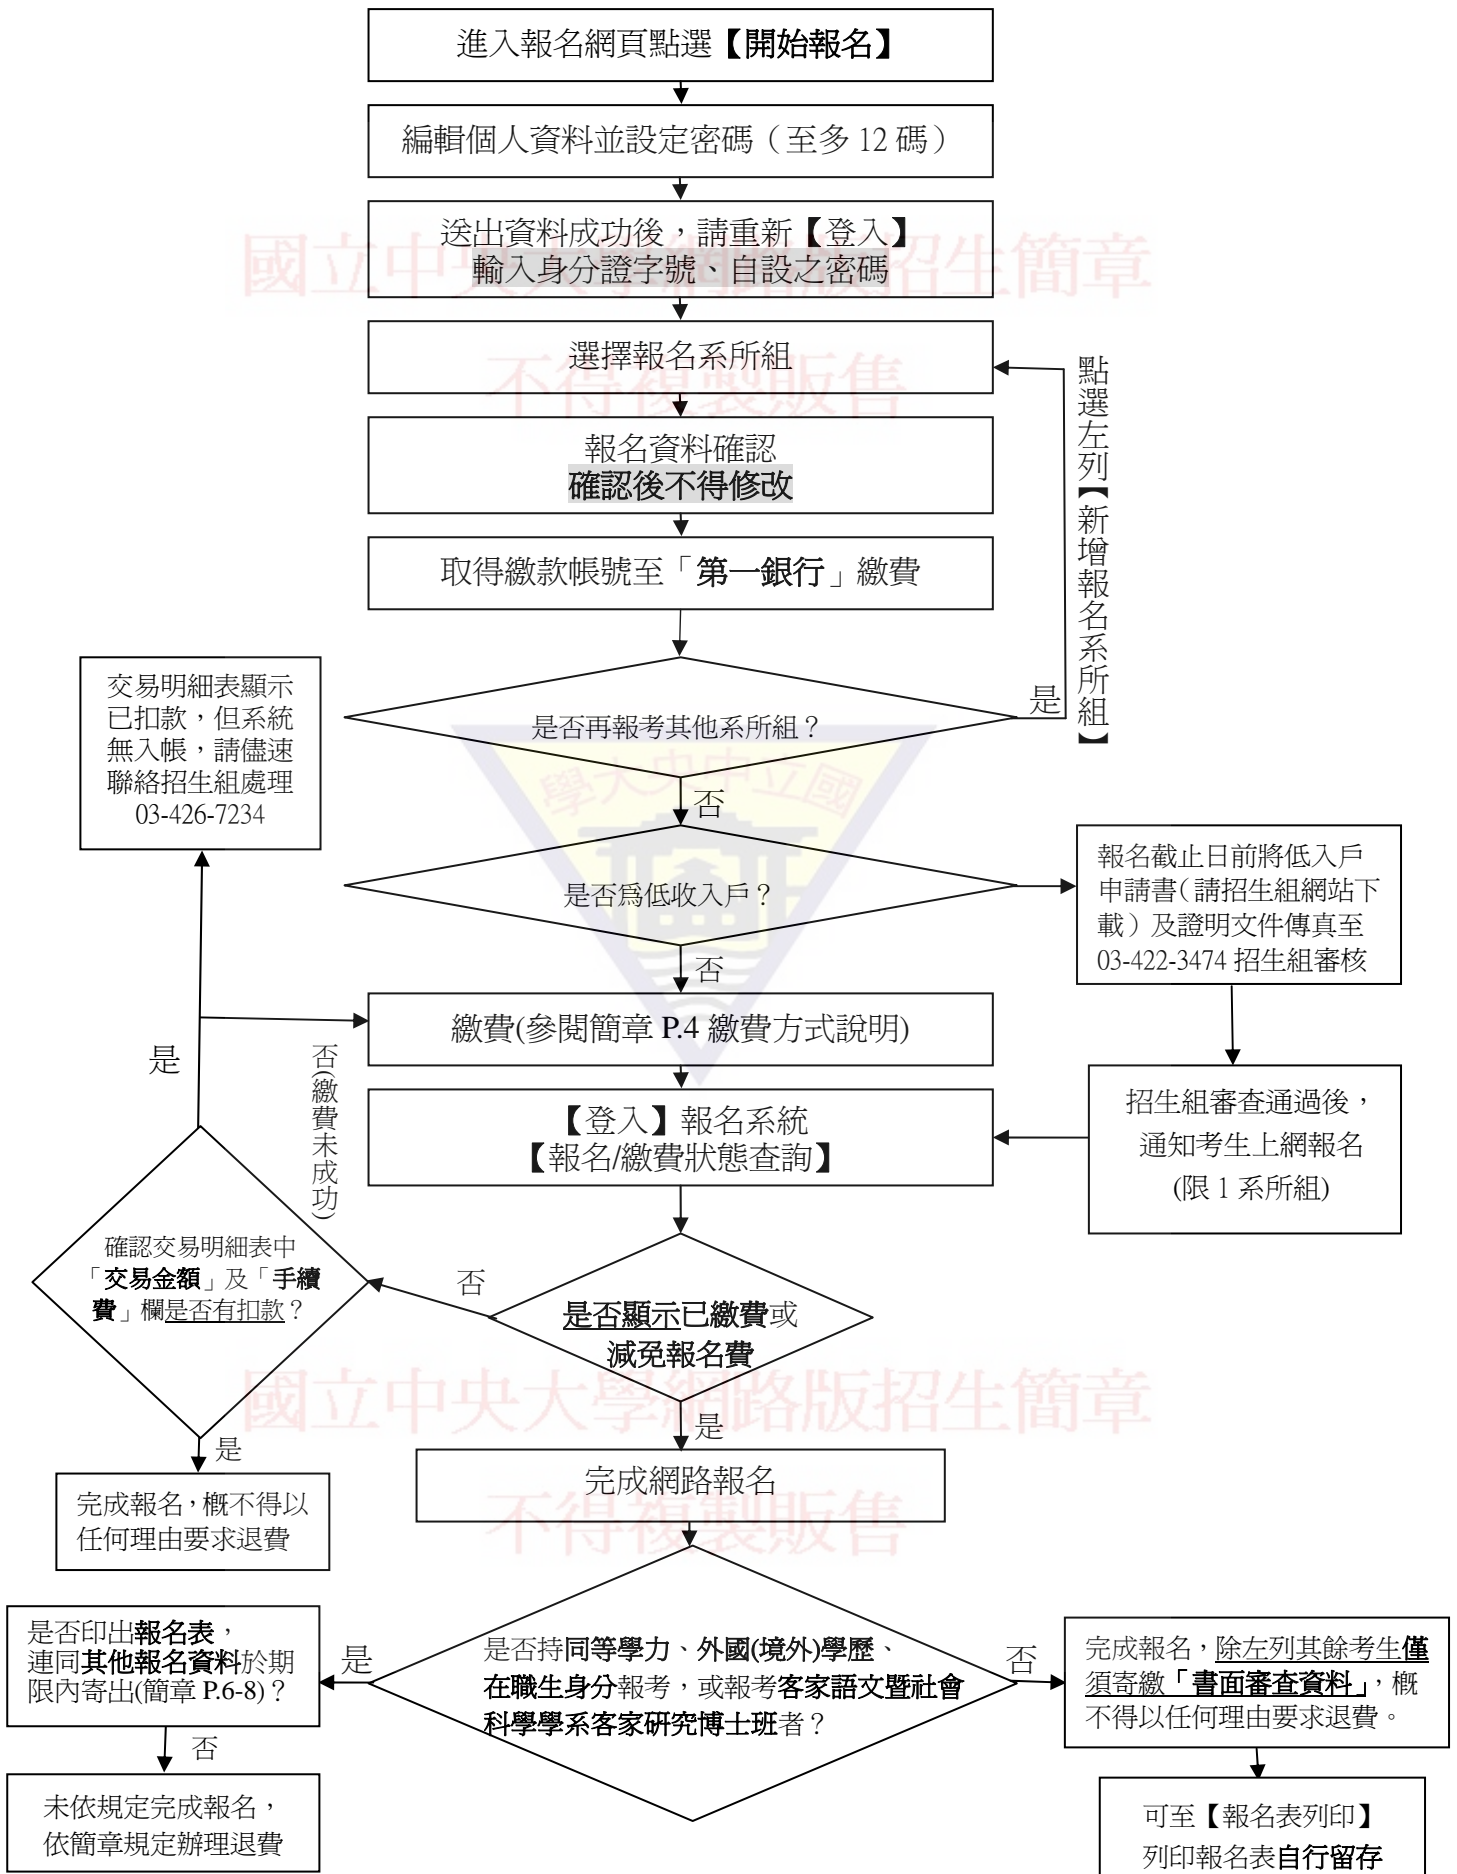 進入報名網頁點選【開始報名】
編輯個人資料並設定密碼（至多 12 碼）
送出資料成功後，請重新【登入】
輸入身分證字號、自設之密碼
國立中央大學網路版招生簡章
選擇報名系所組
不得複製販售
報名資料確認
確認後不得修改
取得繳款帳號至「第一銀行」繳費
點選左列【新增報名系所組】
是
是否再報考其他系所組？
交易明細表顯示
已扣款，但系統
無入帳，請儘速
聯絡招生組處理
03-426-7234
學大央中立國
否
是否為低收入戶？
報名截止日前將低入戶
申請書（請招生組網站下
載）及證明文件傳真至
03-422-3474 招生組審核
否
繳費(參閱簡章 P.4 繳費方式說明)
是
否(繳費未成功)
【登入】報名系統
【報名/繳費狀態查詢】
招生組審查通過後，
通知考生上網報名
(限 1 系所組)
確認交易明細表中
「交易金額」及「手續
費」欄是否有扣款？
否
是否顯示已繳費或
減免報名費
國立中央大學網路版招生簡章
是
是
完成網路報名
完成報名，概不得以
任何理由要求退費
不得複製販售
是否印出報名表，
連同其他報名資料於期
限內寄出(簡章 P.6-8)？
是
是否持同等學力、外國(境外)學歷、
在職生身分報考，或報考客家語文暨社會
科學學系客家研究博士班者？
否
完成報名，除左列其餘考生僅
須寄繳「書面審查資料」，概
不得以任何理由要求退費。
否
未依規定完成報名，
依簡章規定辦理退費
可至【報名表列印】
列印報名表自行留存